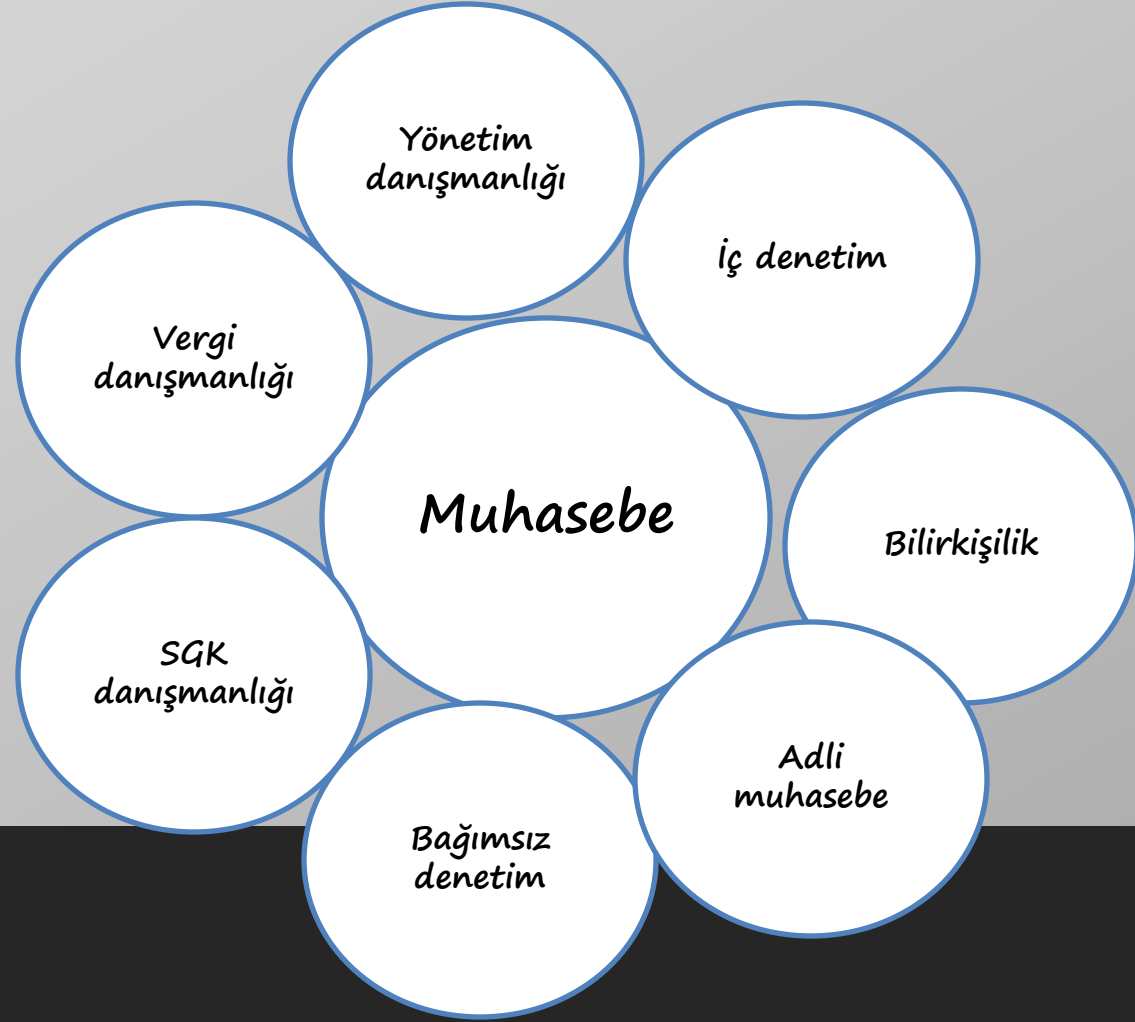 Yönetim
danışmanlığı
İç denetim
Vergi
danışmanlığı
Muhasebe
Bilirkişilik
SGK
danışmanlığı
Adli
muhasebe
Bağımsız
denetim